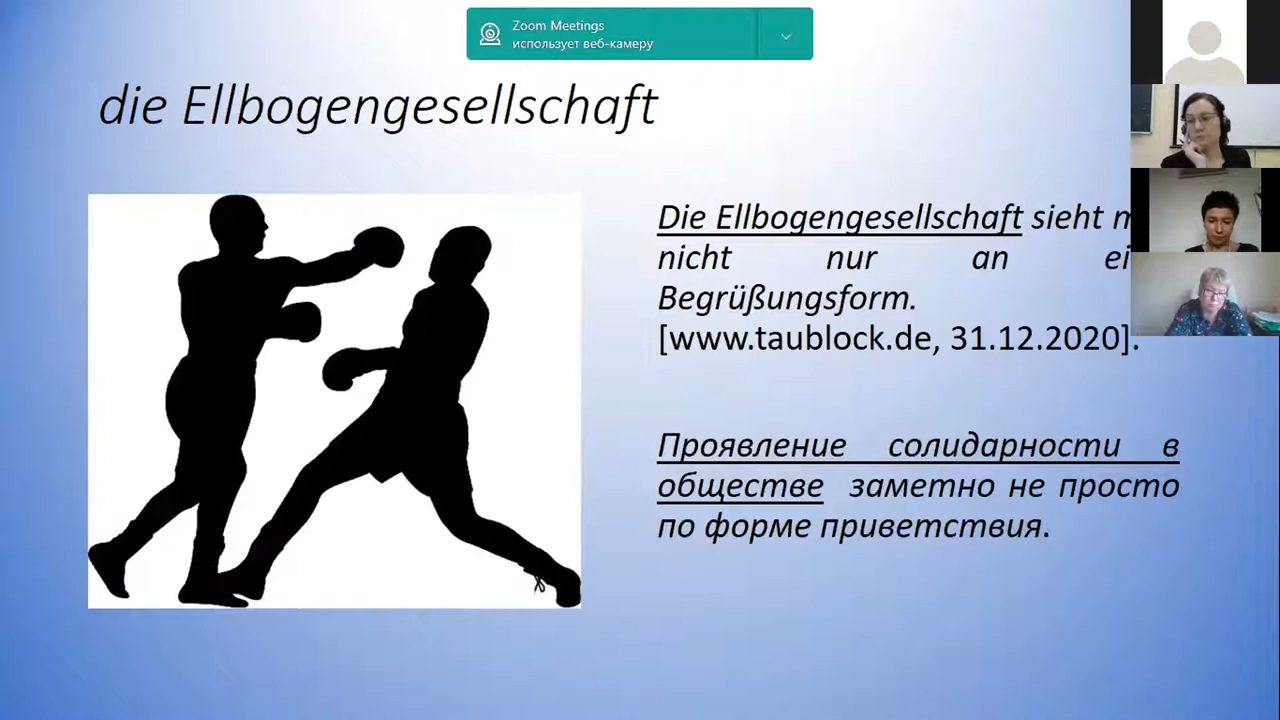 Zoom Meetings
использует веб-камеру
die Ellbogengesellschaft
Die Ellbogengesellschaft sieht
nicht nur an
Begrüßungsform.
[www.taublock.de, 31.12.2020].
Проявление солидарности в
обществе заметно не просто
по форме приветствия.